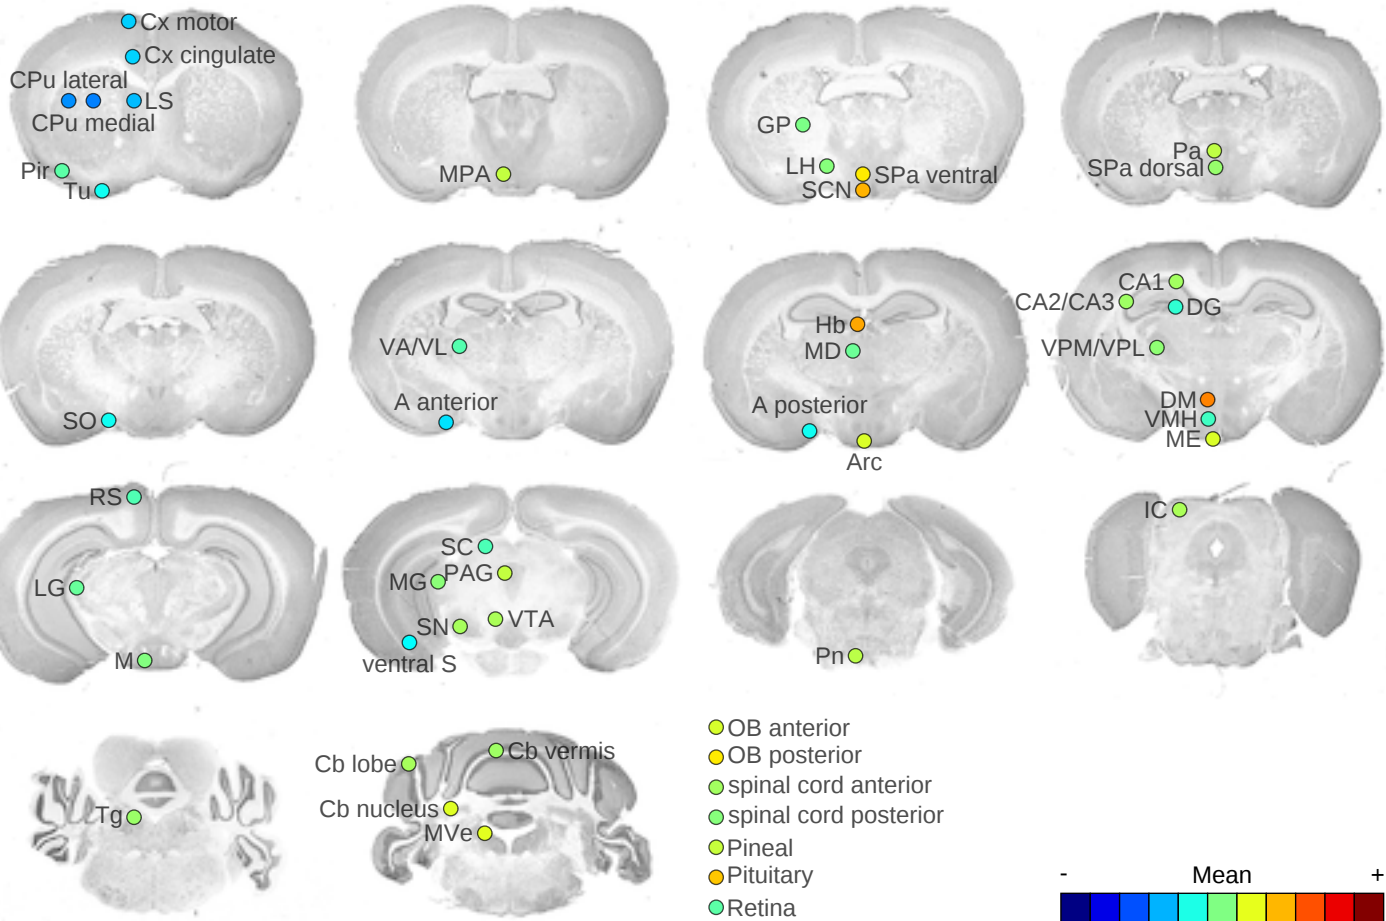 Cx motor
Cx cingulate
CPu lateral
LS
CPu medial
Pir
Tu
MPA
GP
LH
SPa ventral
SCN
Pa
SPa dorsal
SO
VA/VL
A anterior
Hb
MD
A posterior
Arc
CA1
CA2/CA3
DG
VPM/VPL
DM
VMH
ME
RS
LG
M
SC
PAG
MG
VTA
SN
ventral S
Pn
IC
Tg
Cb vermis
Cb lobe
Cb nucleus
MVe
OB anterior
OB posterior
spinal cord anterior
spinal cord posterior
Pineal
Pituitary
Retina
- Mean +